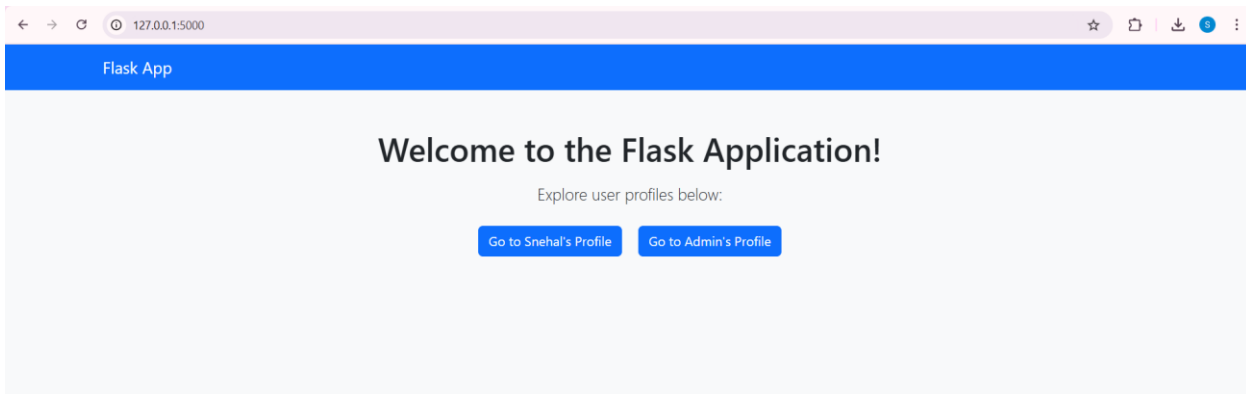 127.0.0.1:5000
S
Flask App
Welcome to the Flask Application!
Explore user profiles below:
Go to Snehal's Profile Go to Admin's Profile